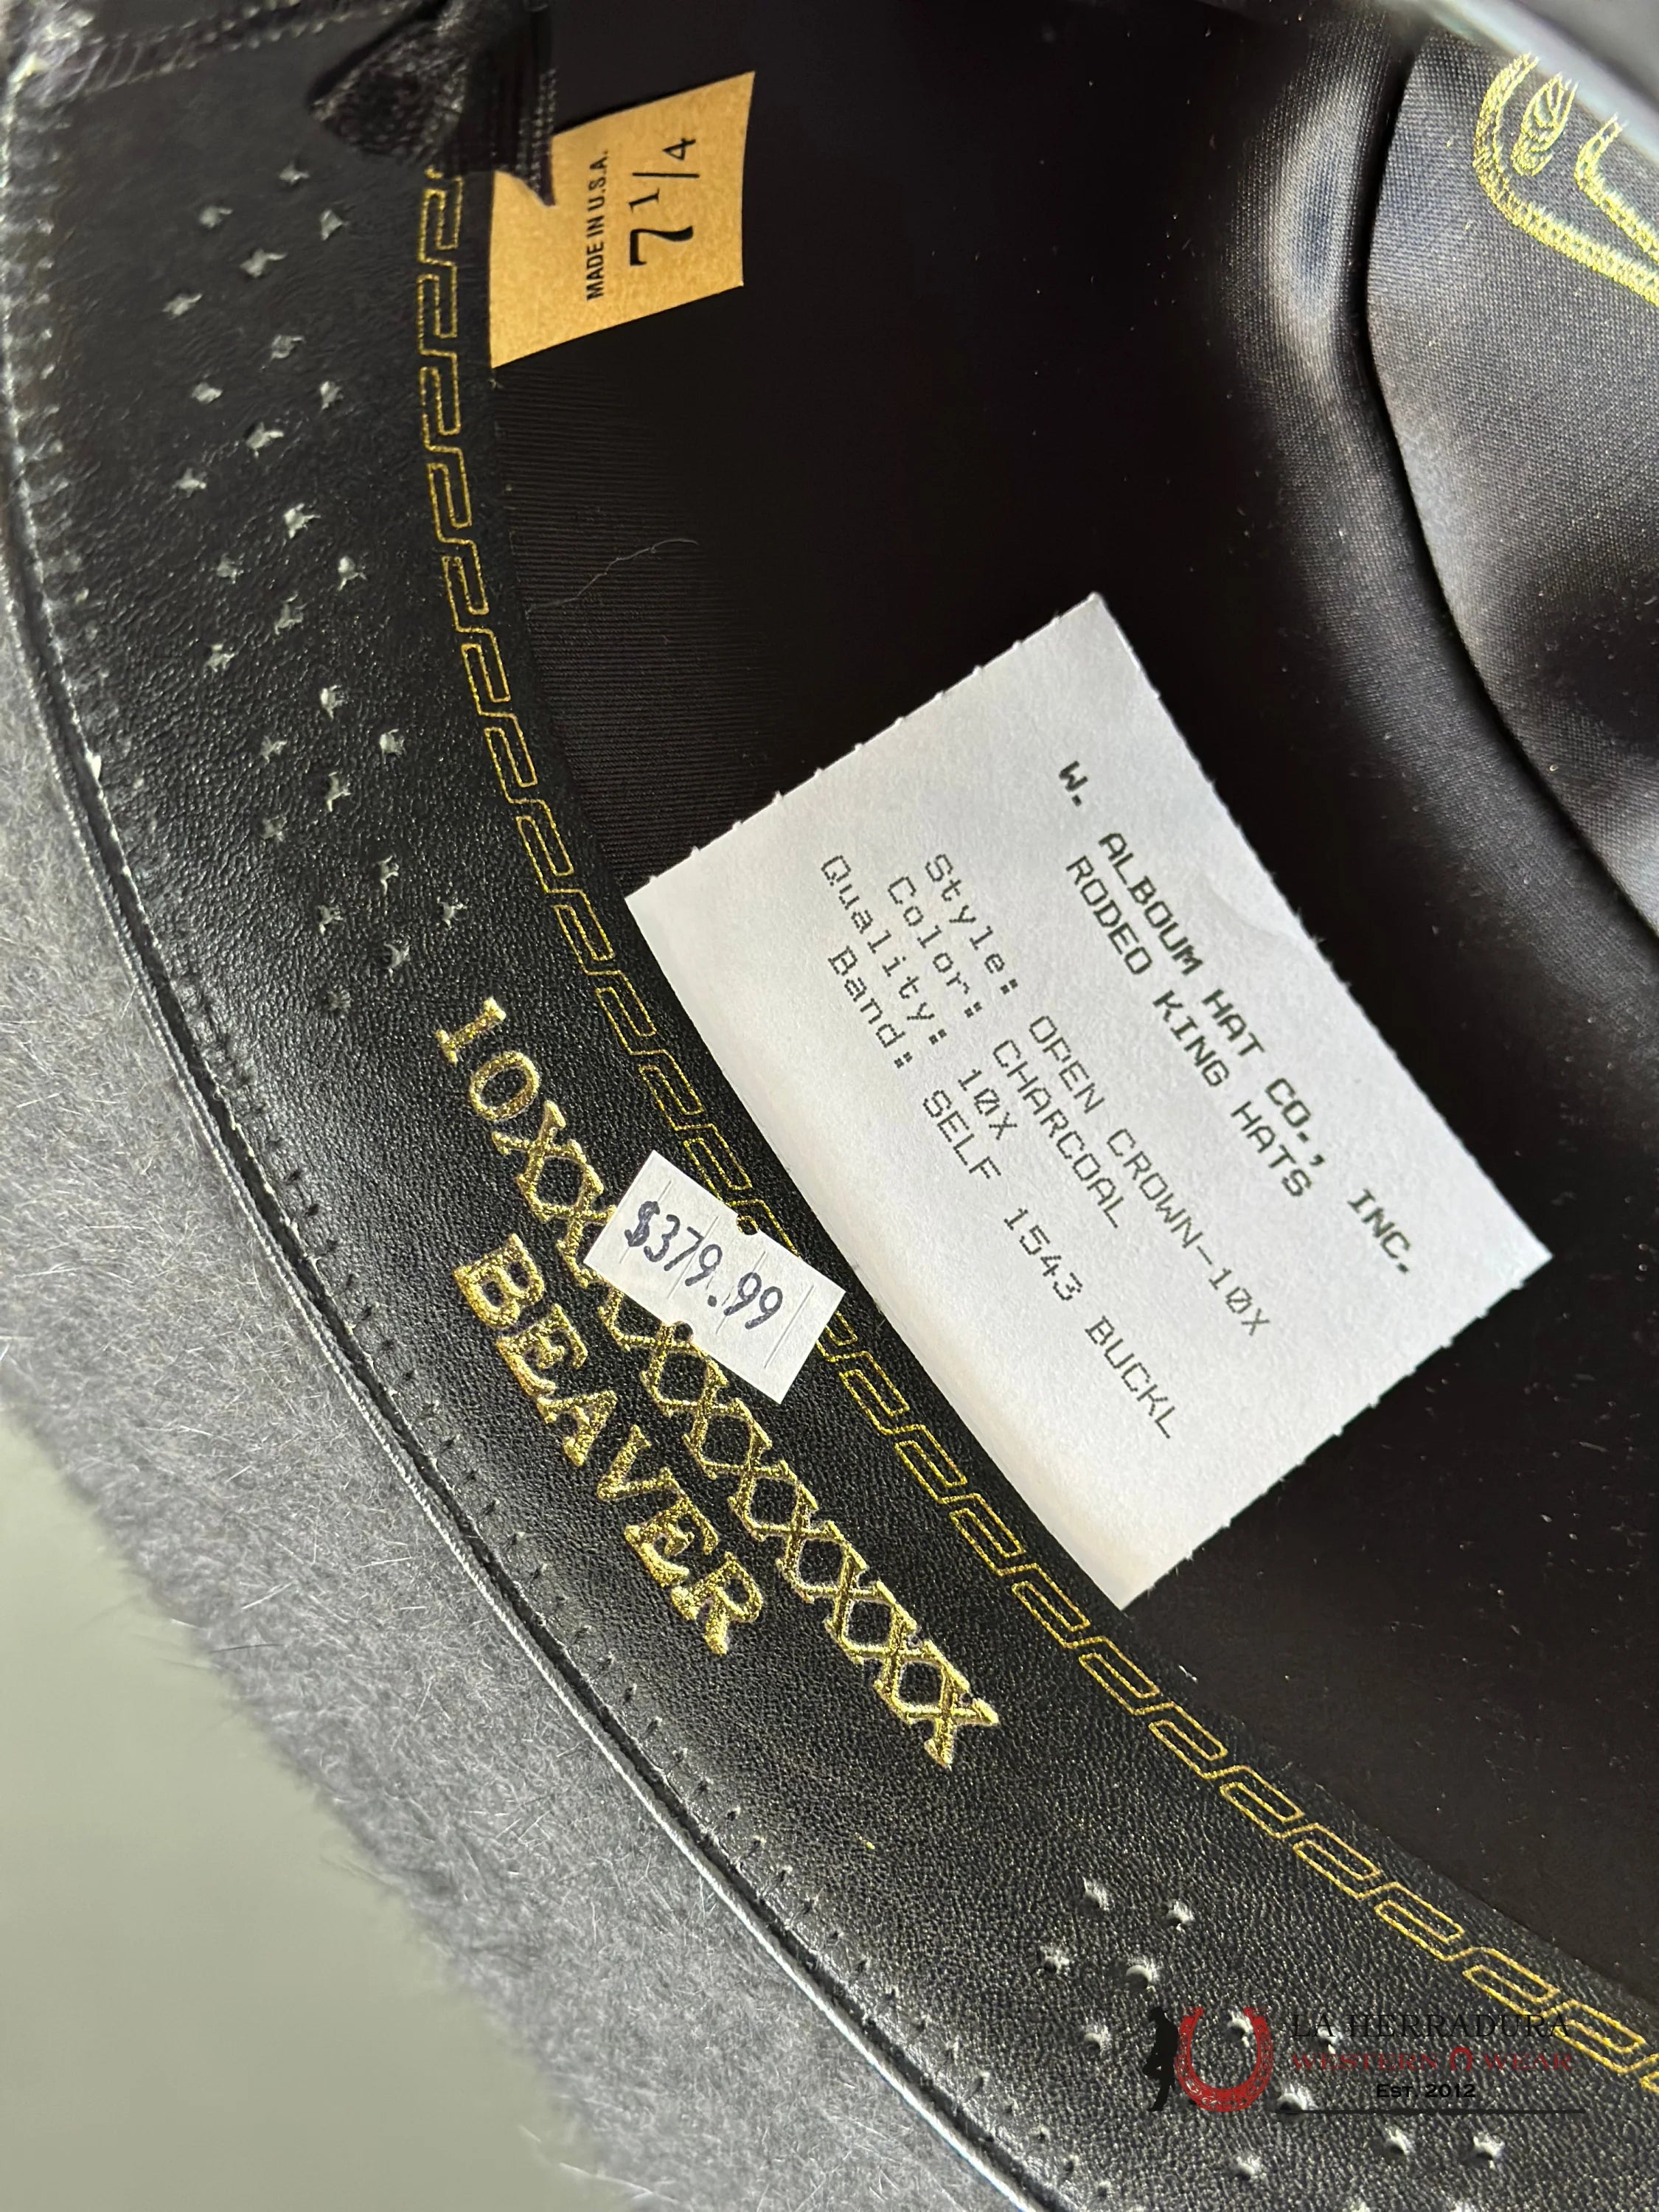 MADE IN U.S.A.
7 1/4
W. ALBOUM HAT CO., INC.
RODEO KING HATS
Style: OPEN CROWN-10X
Color: CHARCOAL
Quality: 10X
Band: SELF 1543 BUCKL
$379.99
BEAVER
LA HERRADURA
WESTERN WEAR
EST. 2012